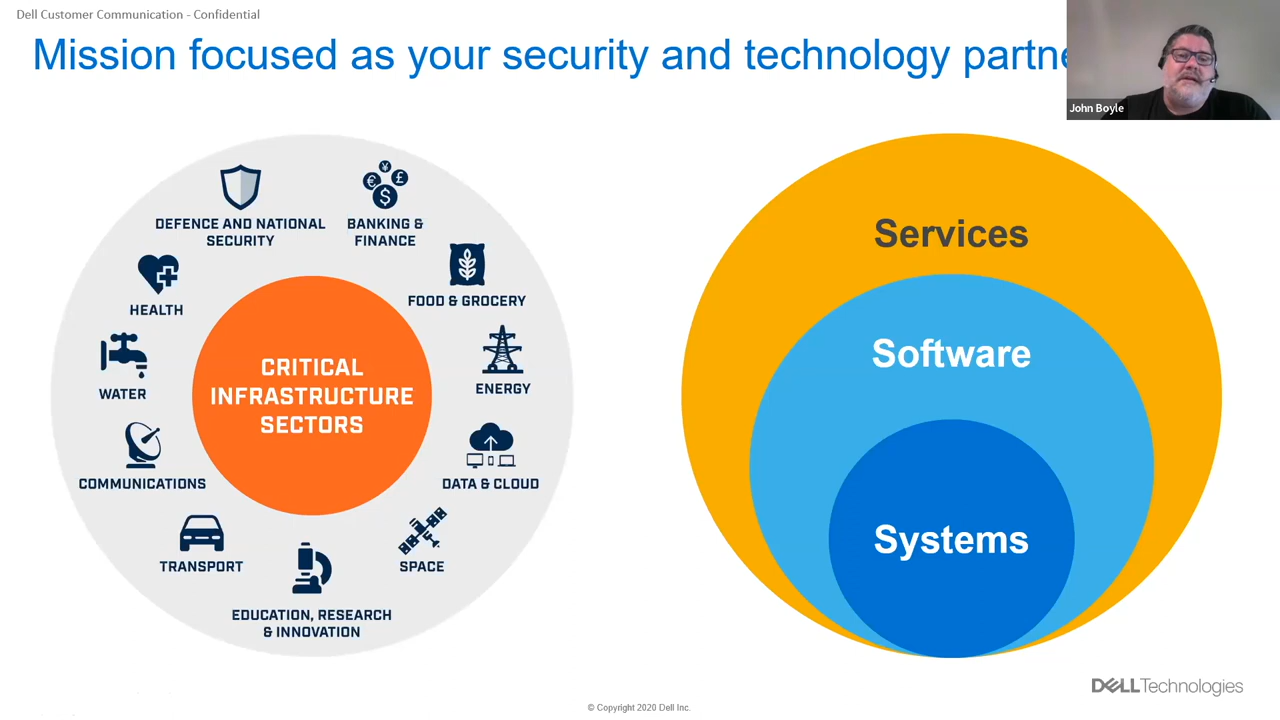 Dell Customer Communication - Confidential
Mission focused as your security and technology partne
John Boyle
DEFENCE AND NATIONAL
SECURITY
BANKING &
FINANCE
HEALTH
FOOD & GROCERY
WATER
ENERGY
CRITICAL
INFRASTRUCTURE
SECTORS
COMMUNICATIONS
DATA & CLOUD
TRANSPORT
SPACE
EDUCATION, RESEARCH
& INNOVATION
Services
Software
Systems
DELLTechnologies
© Copyright 2020 Dell Inc.